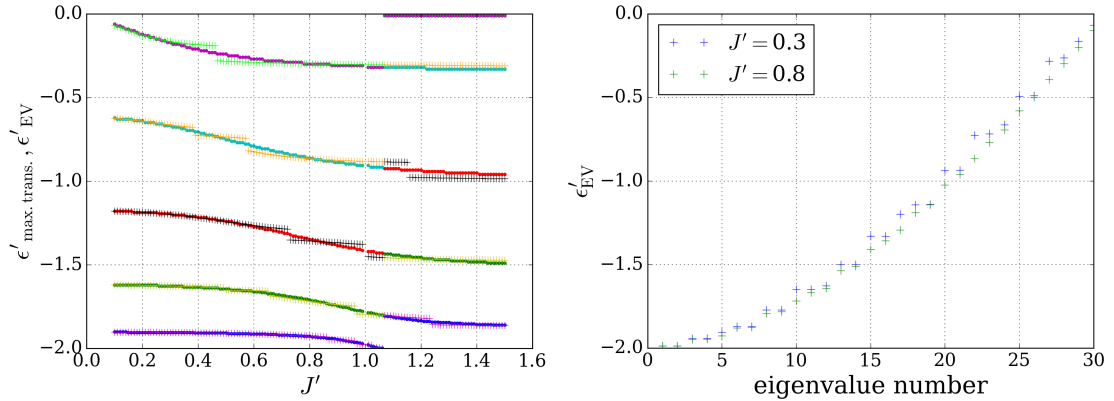 ϵ′ max. trans. , ϵ′ EV
0.0
−0.5
−1.0
−1.5
−2.0
0.0 0.2 0.4 0.6 0.8 1.0 1.2 1.4 1.6
J′
ϵ′ EV
0.0
−0.5
−1.0
−1.5
−2.0
J′ = 0.3
J′ = 0.8
0 5 10 15 20 25 30
eigenvalue number